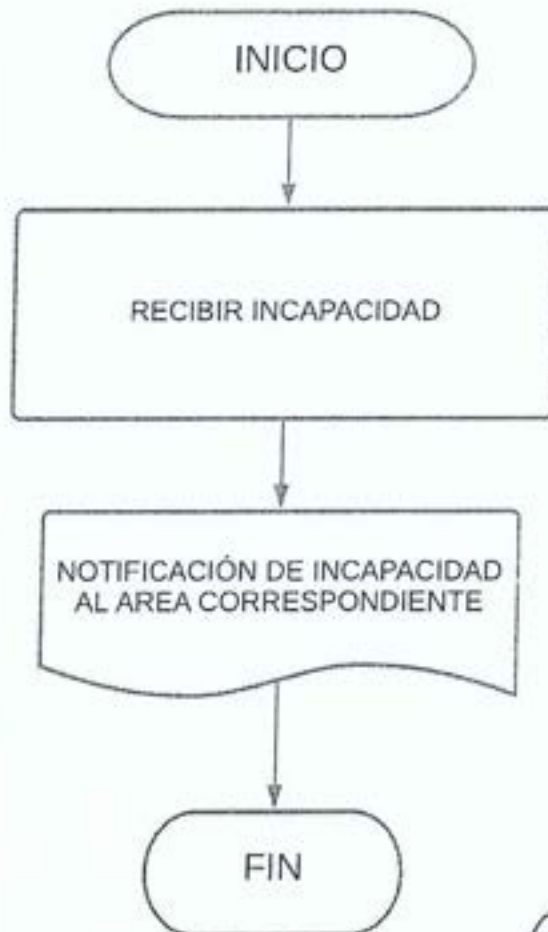 INICIO
RECIBIR INCAPACIDAD
NOTIFICACIÓN DE INCAPACIDAD
AL AREA CORRESPONDIENTE
FIN